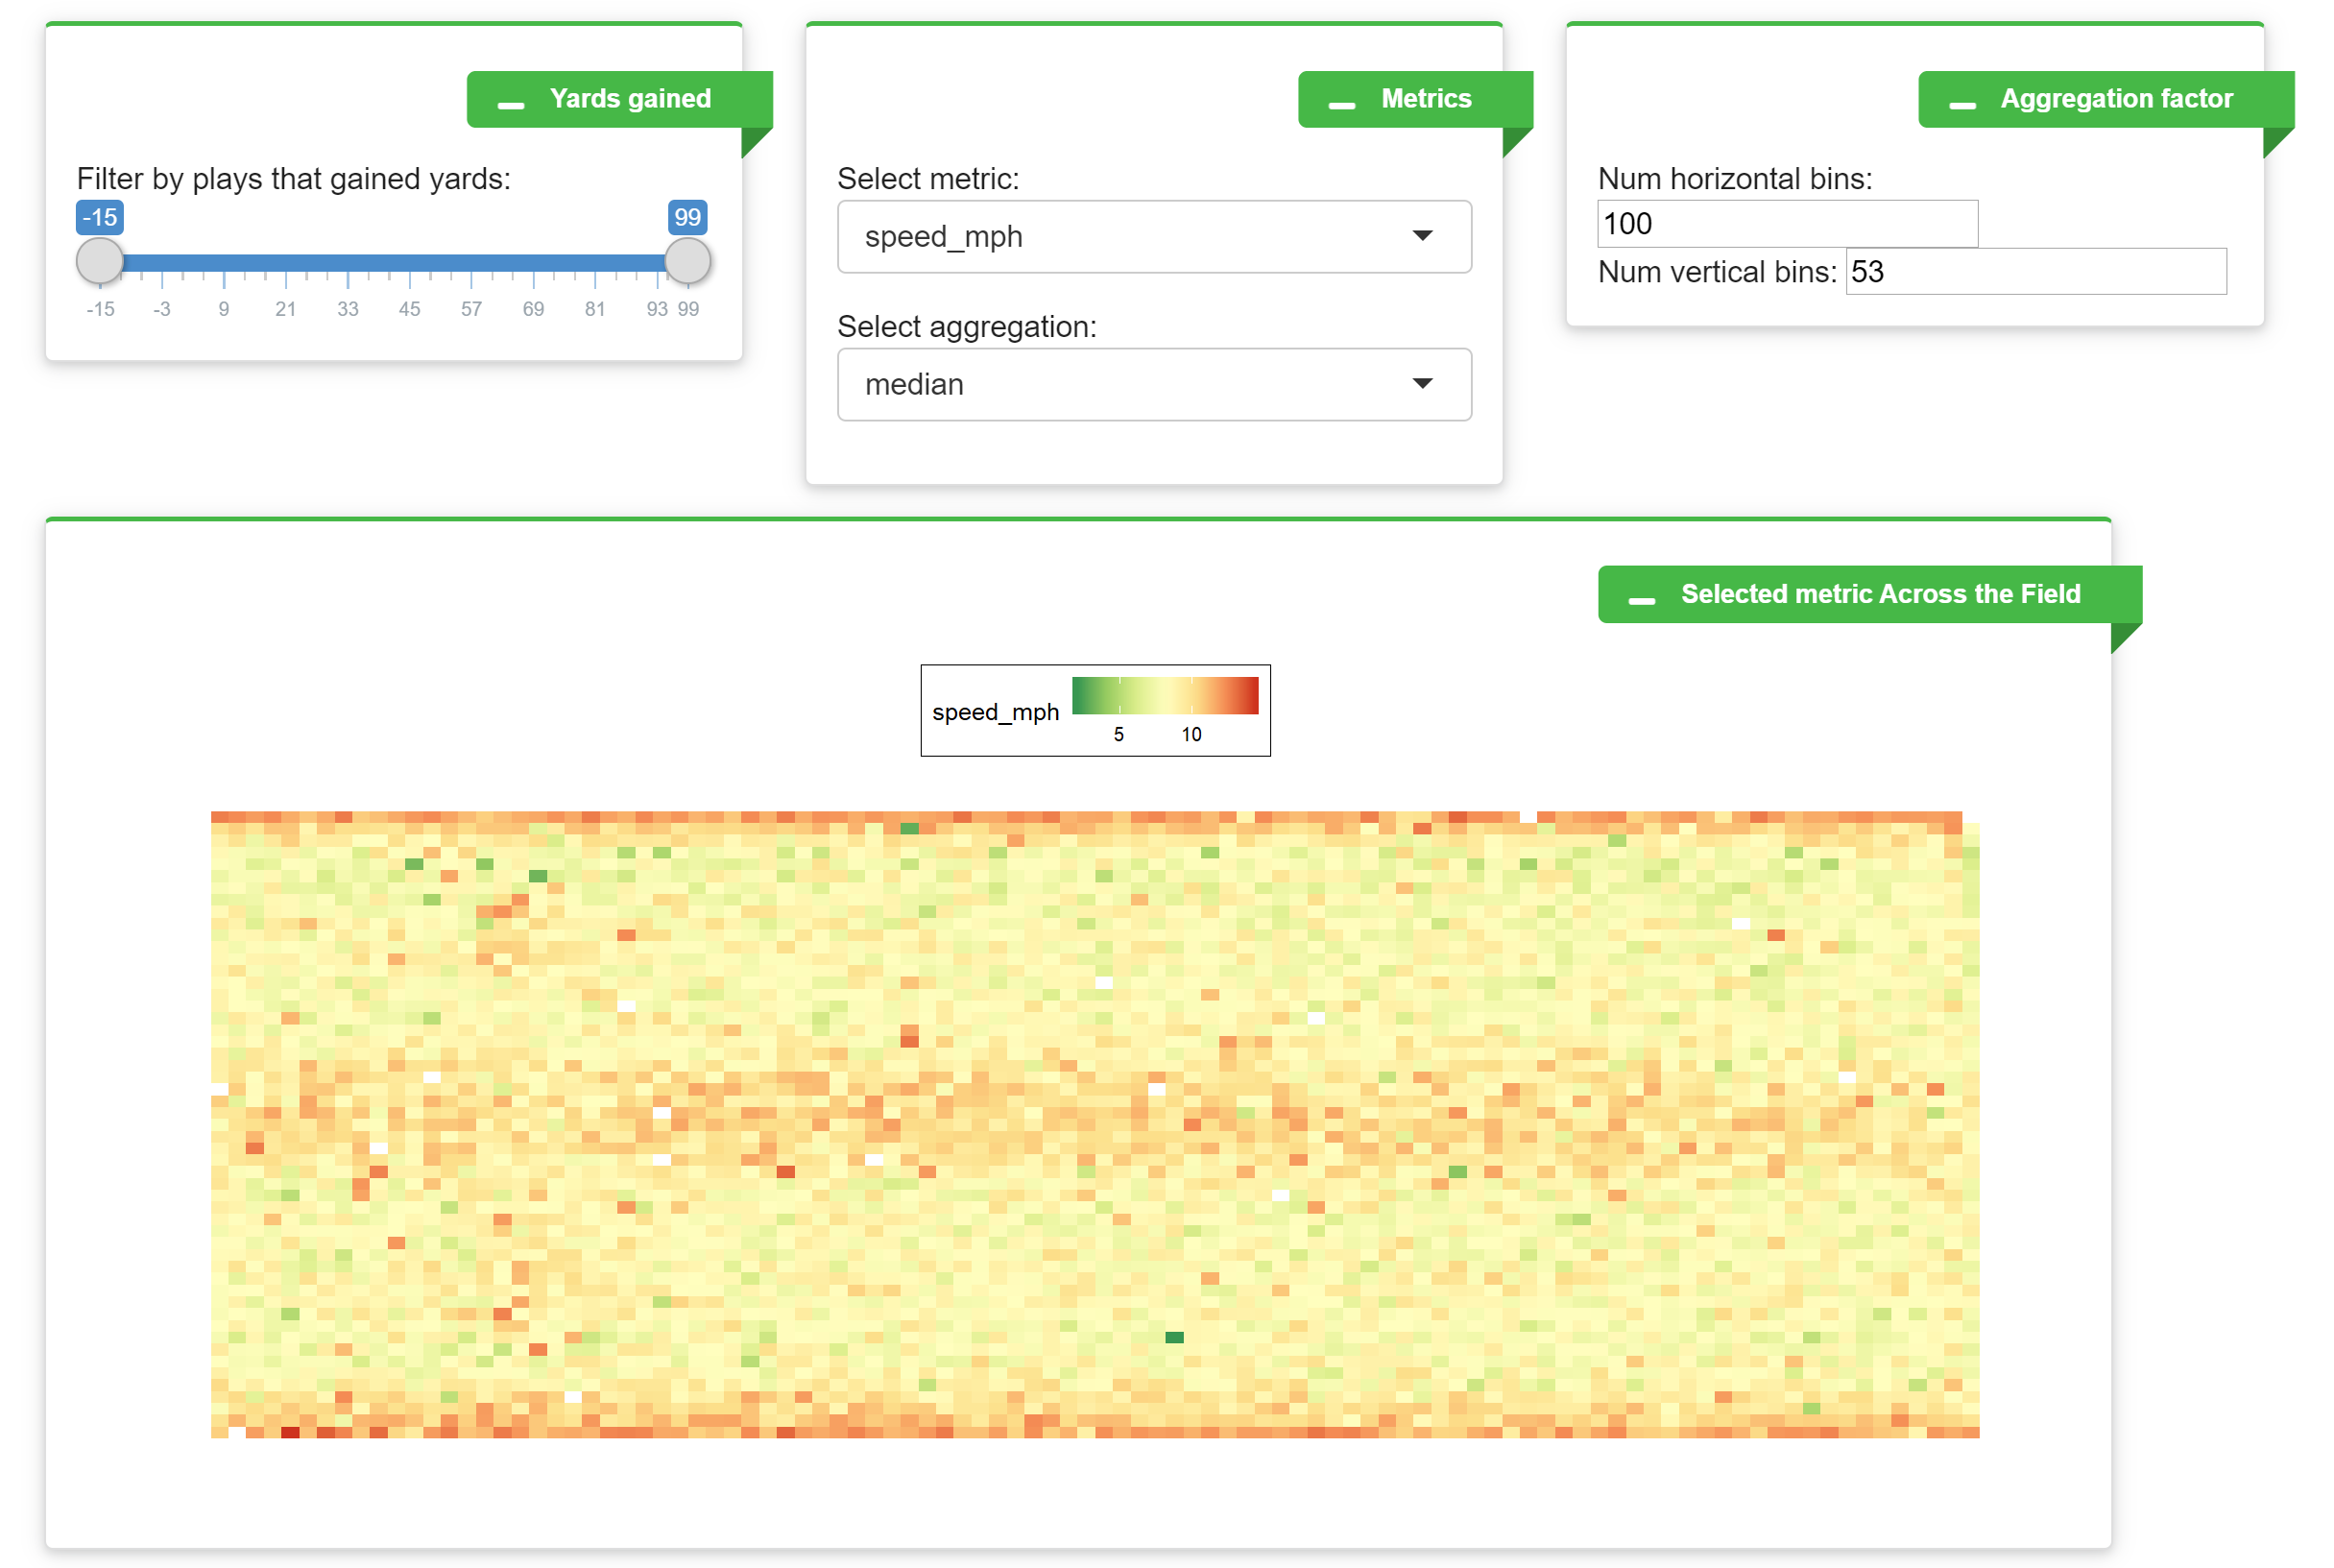 Yards gained
Filter by plays that gained yards:
-15 99
-15 -3 9 21 33 45 57 69 81 93 99
Metrics
Select metric:
speed_mph
Select aggregation:
median
Aggregation factor
Num horizontal bins:
100
Num vertical bins: 53
Selected metric Across the Field
speed_mph
5 10